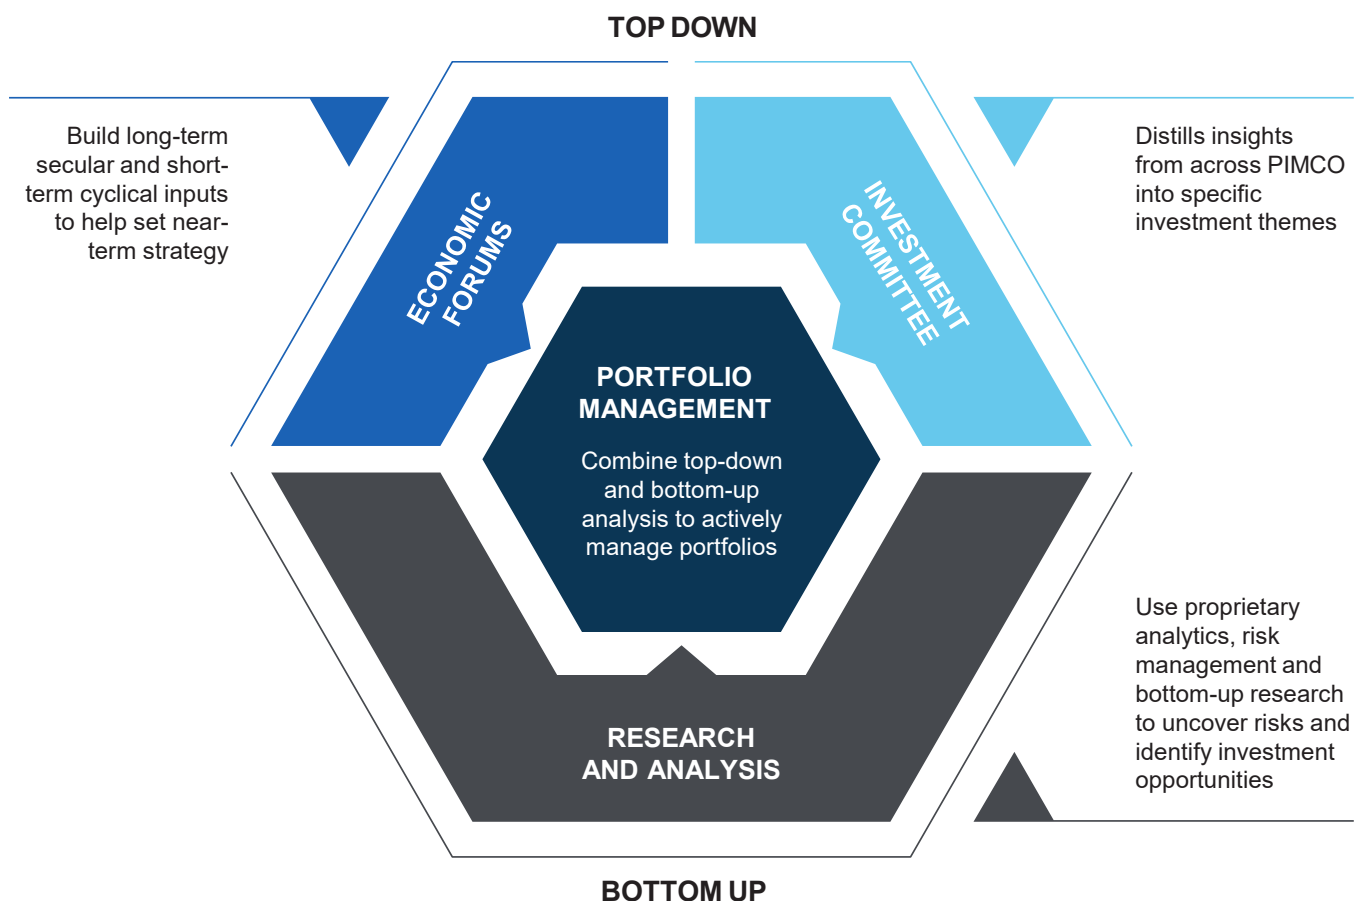 TOP DOWN
Build long-term
secular and short-
term cyclical inputs
to help set near-
term strategy
ECONOMIC
FORUMS
INVESTMENT
COMMITTEE
Distills insights
from across PIMCO
into specific
investment themes
PORTFOLIO
MANAGEMENT
Combine top-down
and bottom-up
analysis to actively
manage portfolios
RESEARCH
AND ANALYSIS
Use proprietary
analytics, risk
management and
bottom-up research
to uncover risks and
identify investment
opportunities
BOTTOM UP